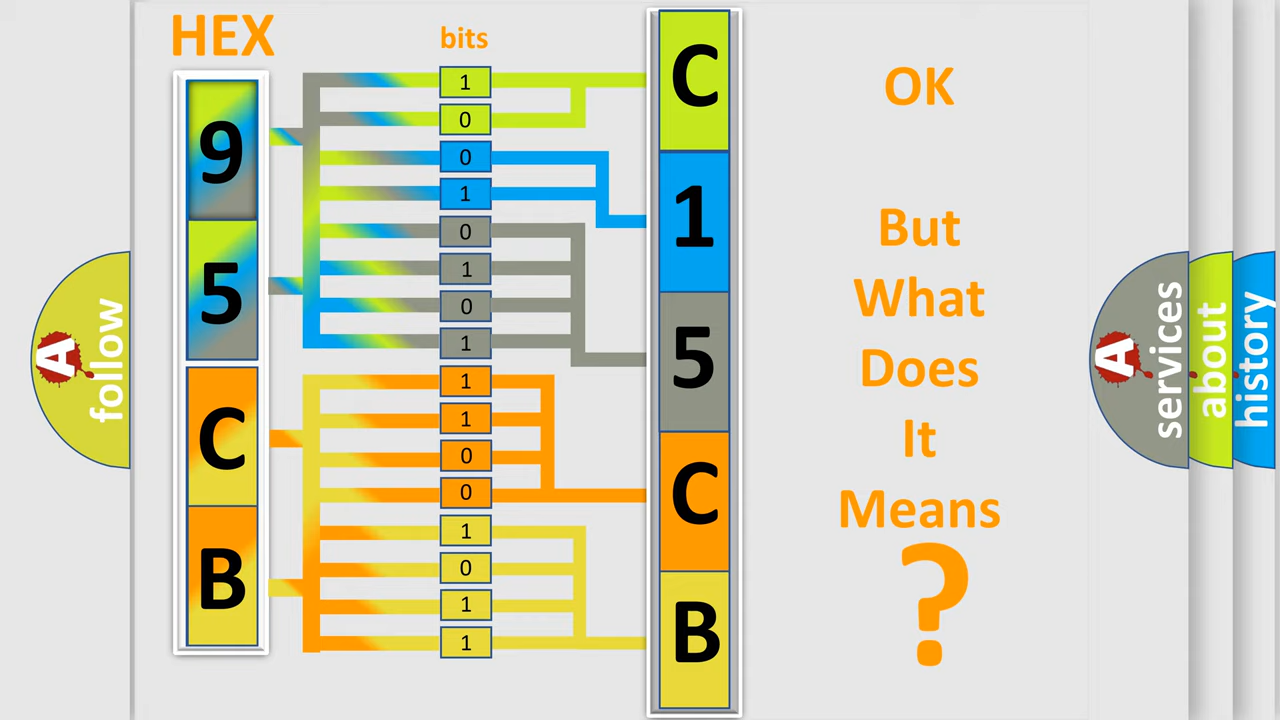 HEX
bits
9
5
C
B
1
0
0
1
0
1
0
1
1
1
0
0
1
0
1
1
C
1
5
C
B
OK
But
What
Does
It
Means
?
A
follow
A
services
about
history